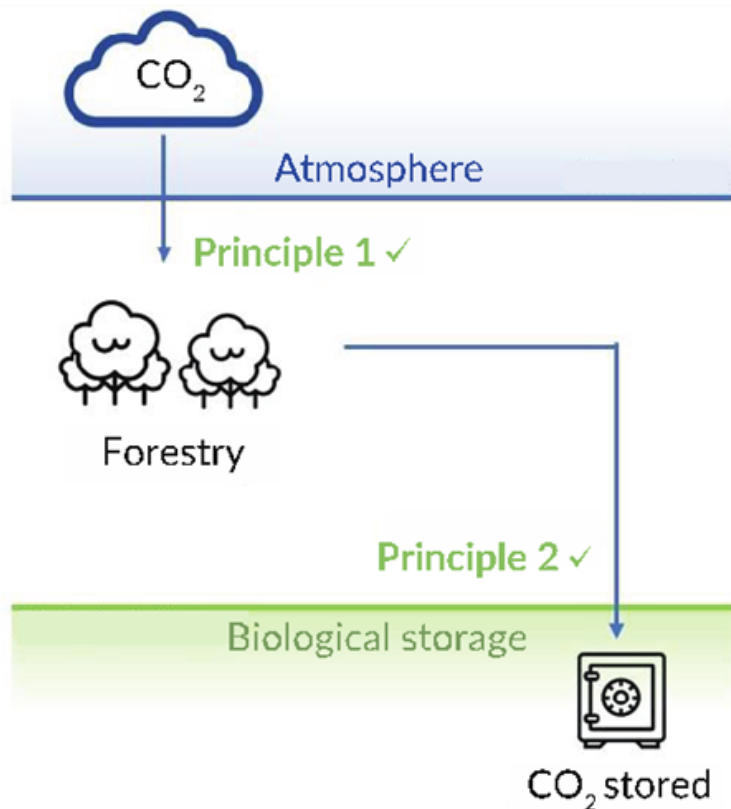 CO₂
Atmosphere
Principle 1 ✓
Forestry
Principle 2 ✓
Biological storage
CO₂ stored